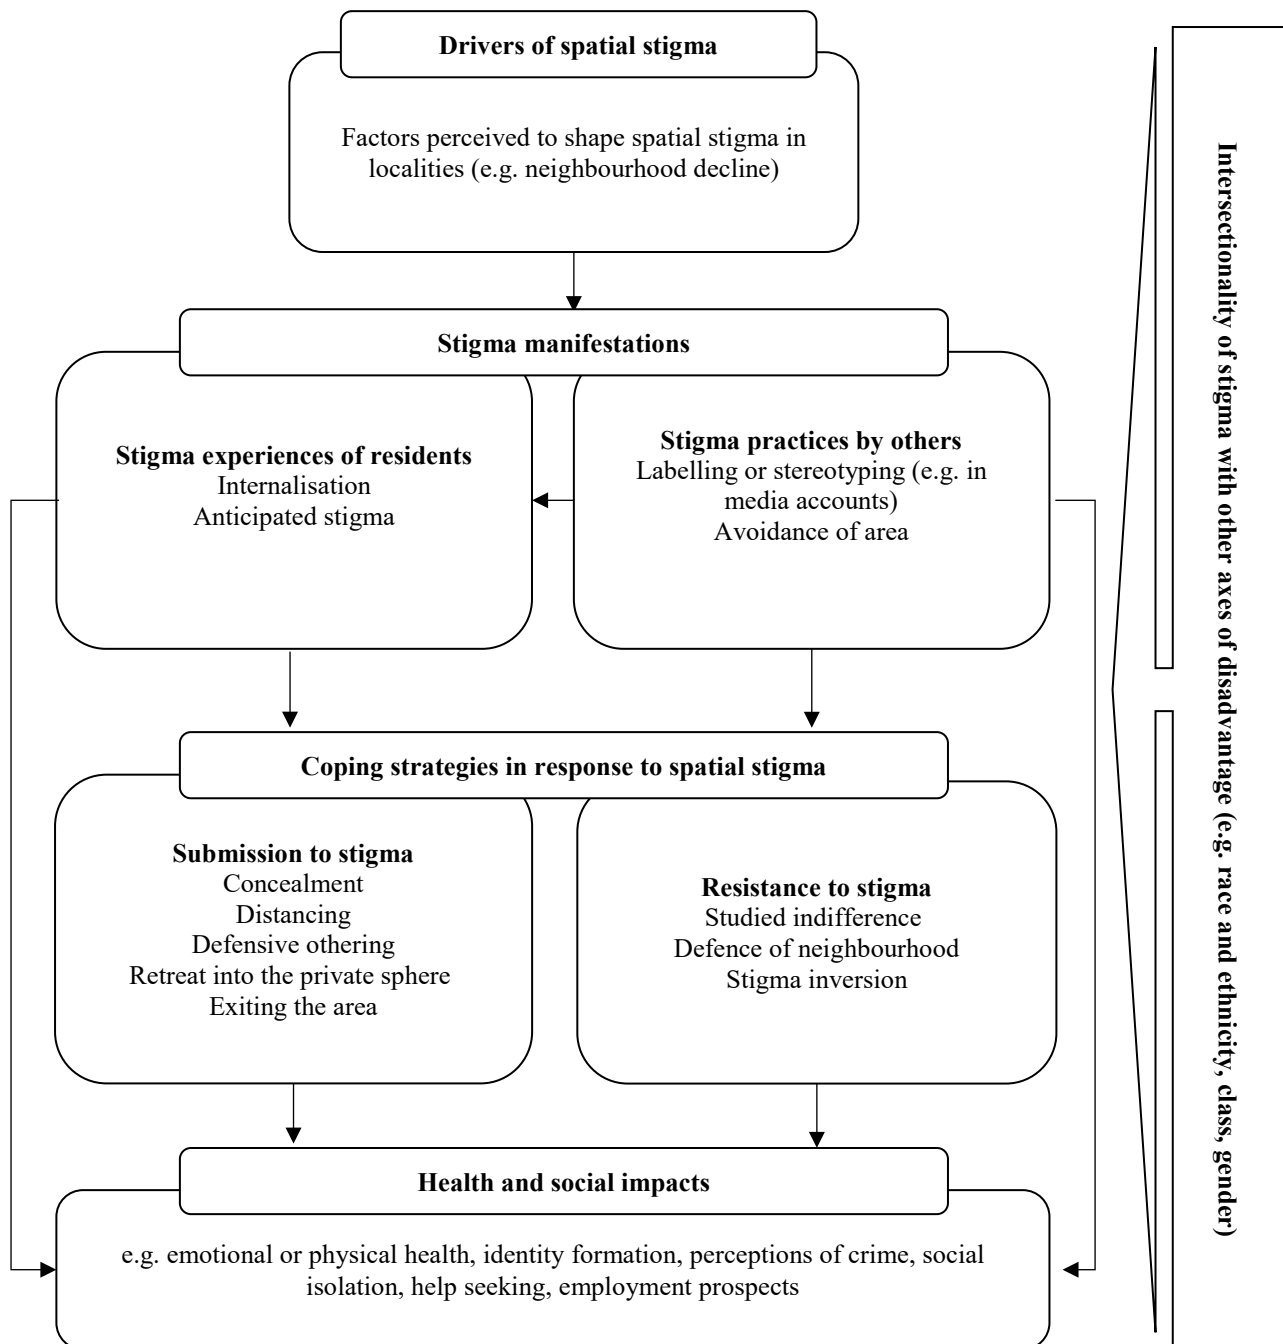 Drivers of spatial stigma
Factors perceived to shape spatial stigma in
localities (e.g. neighbourhood decline)
Stigma manifestations
Stigma experiences of residents
Internalisation
Anticipated stigma
Stigma practices by others
Labelling or stereotyping (e.g. in
media accounts)
Avoidance of area
Coping strategies in response to spatial stigma
Submission to stigma
Concealment
Distancing
Defensive othering
Retreat into the private sphere
Exiting the area
Resistance to stigma
Studied indifference
Defence of neighbourhood
Stigma inversion
Health and social impacts
e.g. emotional or physical health, identity formation, perceptions of crime, social
isolation, help seeking, employment prospects
Intersectionality of stigma with other axes of disadvantage (e.g. race and ethnicity, class, gender)